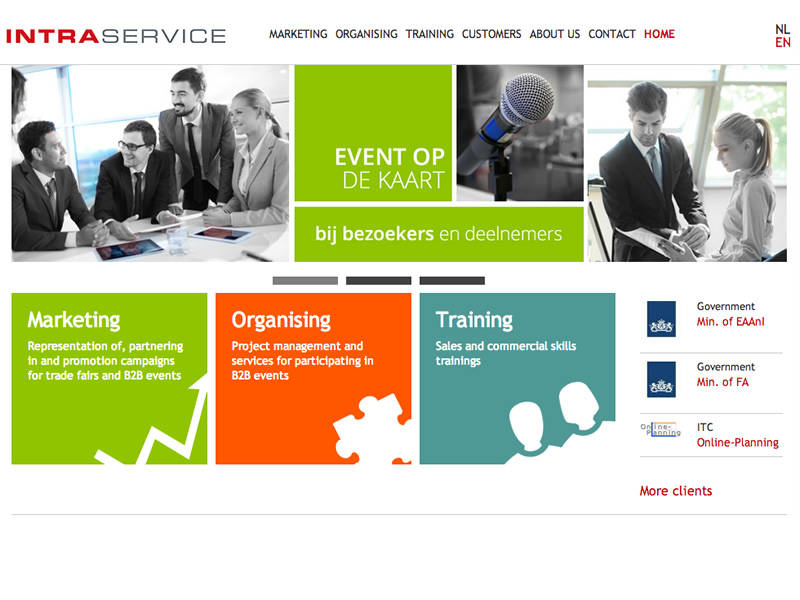 INTRASERVICE
MARKETING ORGANISING TRAINING CUSTOMERS ABOUT US CONTACT HOME
NL
EN
EVENT OP
DE KAART
bij bezoekers en deelnemers
Marketing
Representation of, partnering
in and promotion campaigns
for trade fairs and B2B events
Organising
Project management and
services for participating in
B2B events
Training
Sales and commercial skills
trainings
Government
Min. of EAAnI
Government
Min. of FA
Online-
Planning
ITC
Online-Planning
More clients